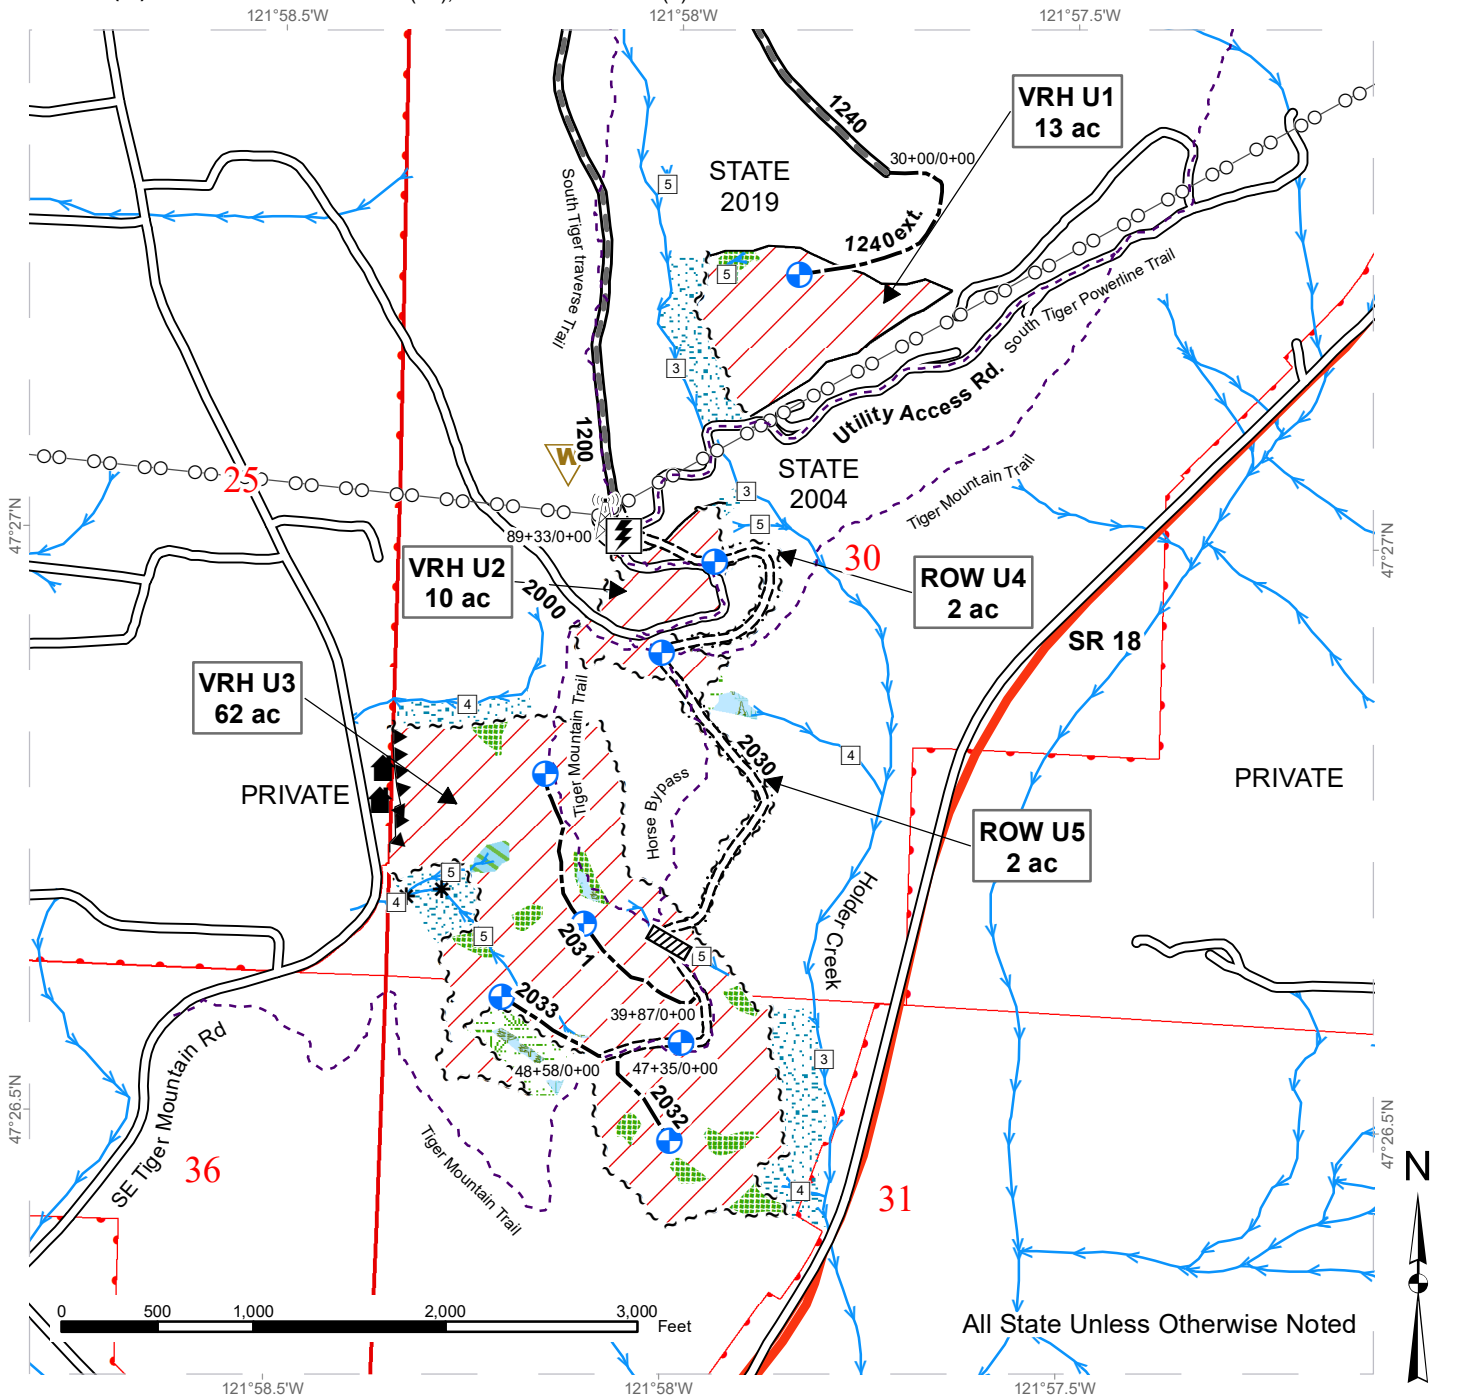 121°58.5'W
121°58'W
121°57.5'W
VRH U1
13 ac
1240
30+00/0+00
STATE
2019
5
1240ext.
5
South Tiger traverse Trail
South Tiger Powerline Trail
3
Utility Access Rd.
1200
W
25
STATE
2004
Tiger Mountain Trail
3
5
47°27'N
47°27'N
89+33/0+00
30
VRH U2
10 ac
ROW U4
2 ac
2000
SR 18
VRH U3
62 ac
4
Tiger Mountain Trail
2030
4
PRIVATE
PRIVATE
Horse Bypass
ROW U5
2 ac
5
4
Holder Creek
5
2031
5
2033
39+87/0+00
SE Tiger Mountain Rd
48+58/0+00
47+35/0+00
3
2032
47°26.5'N
47°26.5'N
Tiger Mountain Trail
36
4
31
N
0
500
1,000
2,000
3,000
Feet
All State Unless Otherwise Noted
121°58.5'W
121°58'W
121°57.5'W